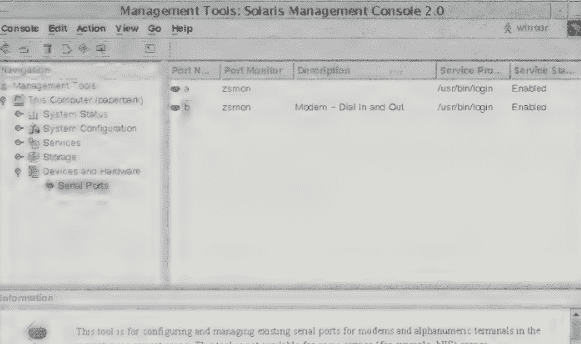 Management Tools: Solaris Management Console 2.0
Console Edit Action View Go Help
winsor
Navigation
Port N... Port Monitor Description Service Pro... Service Sta...
Management Tools
a zsmon /usr/bin/login Enabled
This Computer (paperbark)
b zsmon Modem - Dial In and Out /usr/bin/login Enabled
System Status
System Configuration
Services
Storage
Devices and Hardware
Serial Ports
Information
This tool is for configuring and managing existing serial ports for modems and alphanumeric terminals in the